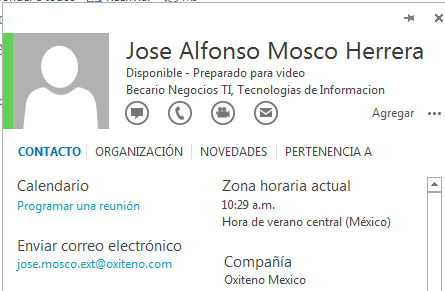 Jose Alfonso Mosco Herrera
Disponible - Preparado para video
Becario Negocios TI, Tecnologias de Informacion
Agregar
CONTACTO ORGANIZACIÓN NOVEDADES PERTENENCIA A
Calendario
Programar una reunión
Enviar correo electrónico
jose.mosco.ext@oxiteno.com
Zona horaria actual
10:29 a.m.
Hora de verano central (México)
Compañía
Oxiteno Mexico